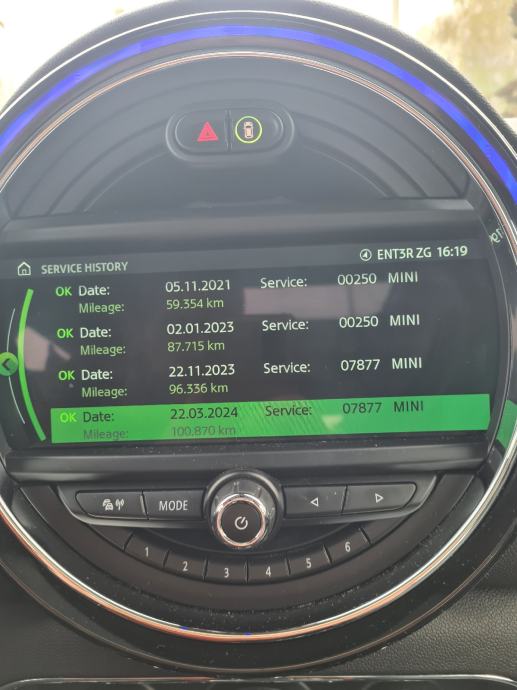 ENT3R ZG 16:19
SERVICE HISTORY
OK Date: 05.11.2021 Service: 00250 MINI
Mileage: 59.354 km
OK Date: 02.01.2023 Service: 00250 MINI
Mileage: 87.715 km
OK Date: 22.11.2023 Service: 07877 MINI
Mileage: 96.336 km
OK Date: 22.03.2024 Service: 07877 MINI
Mileage: 100.870 km
MODE
1 2 3 4 5 6